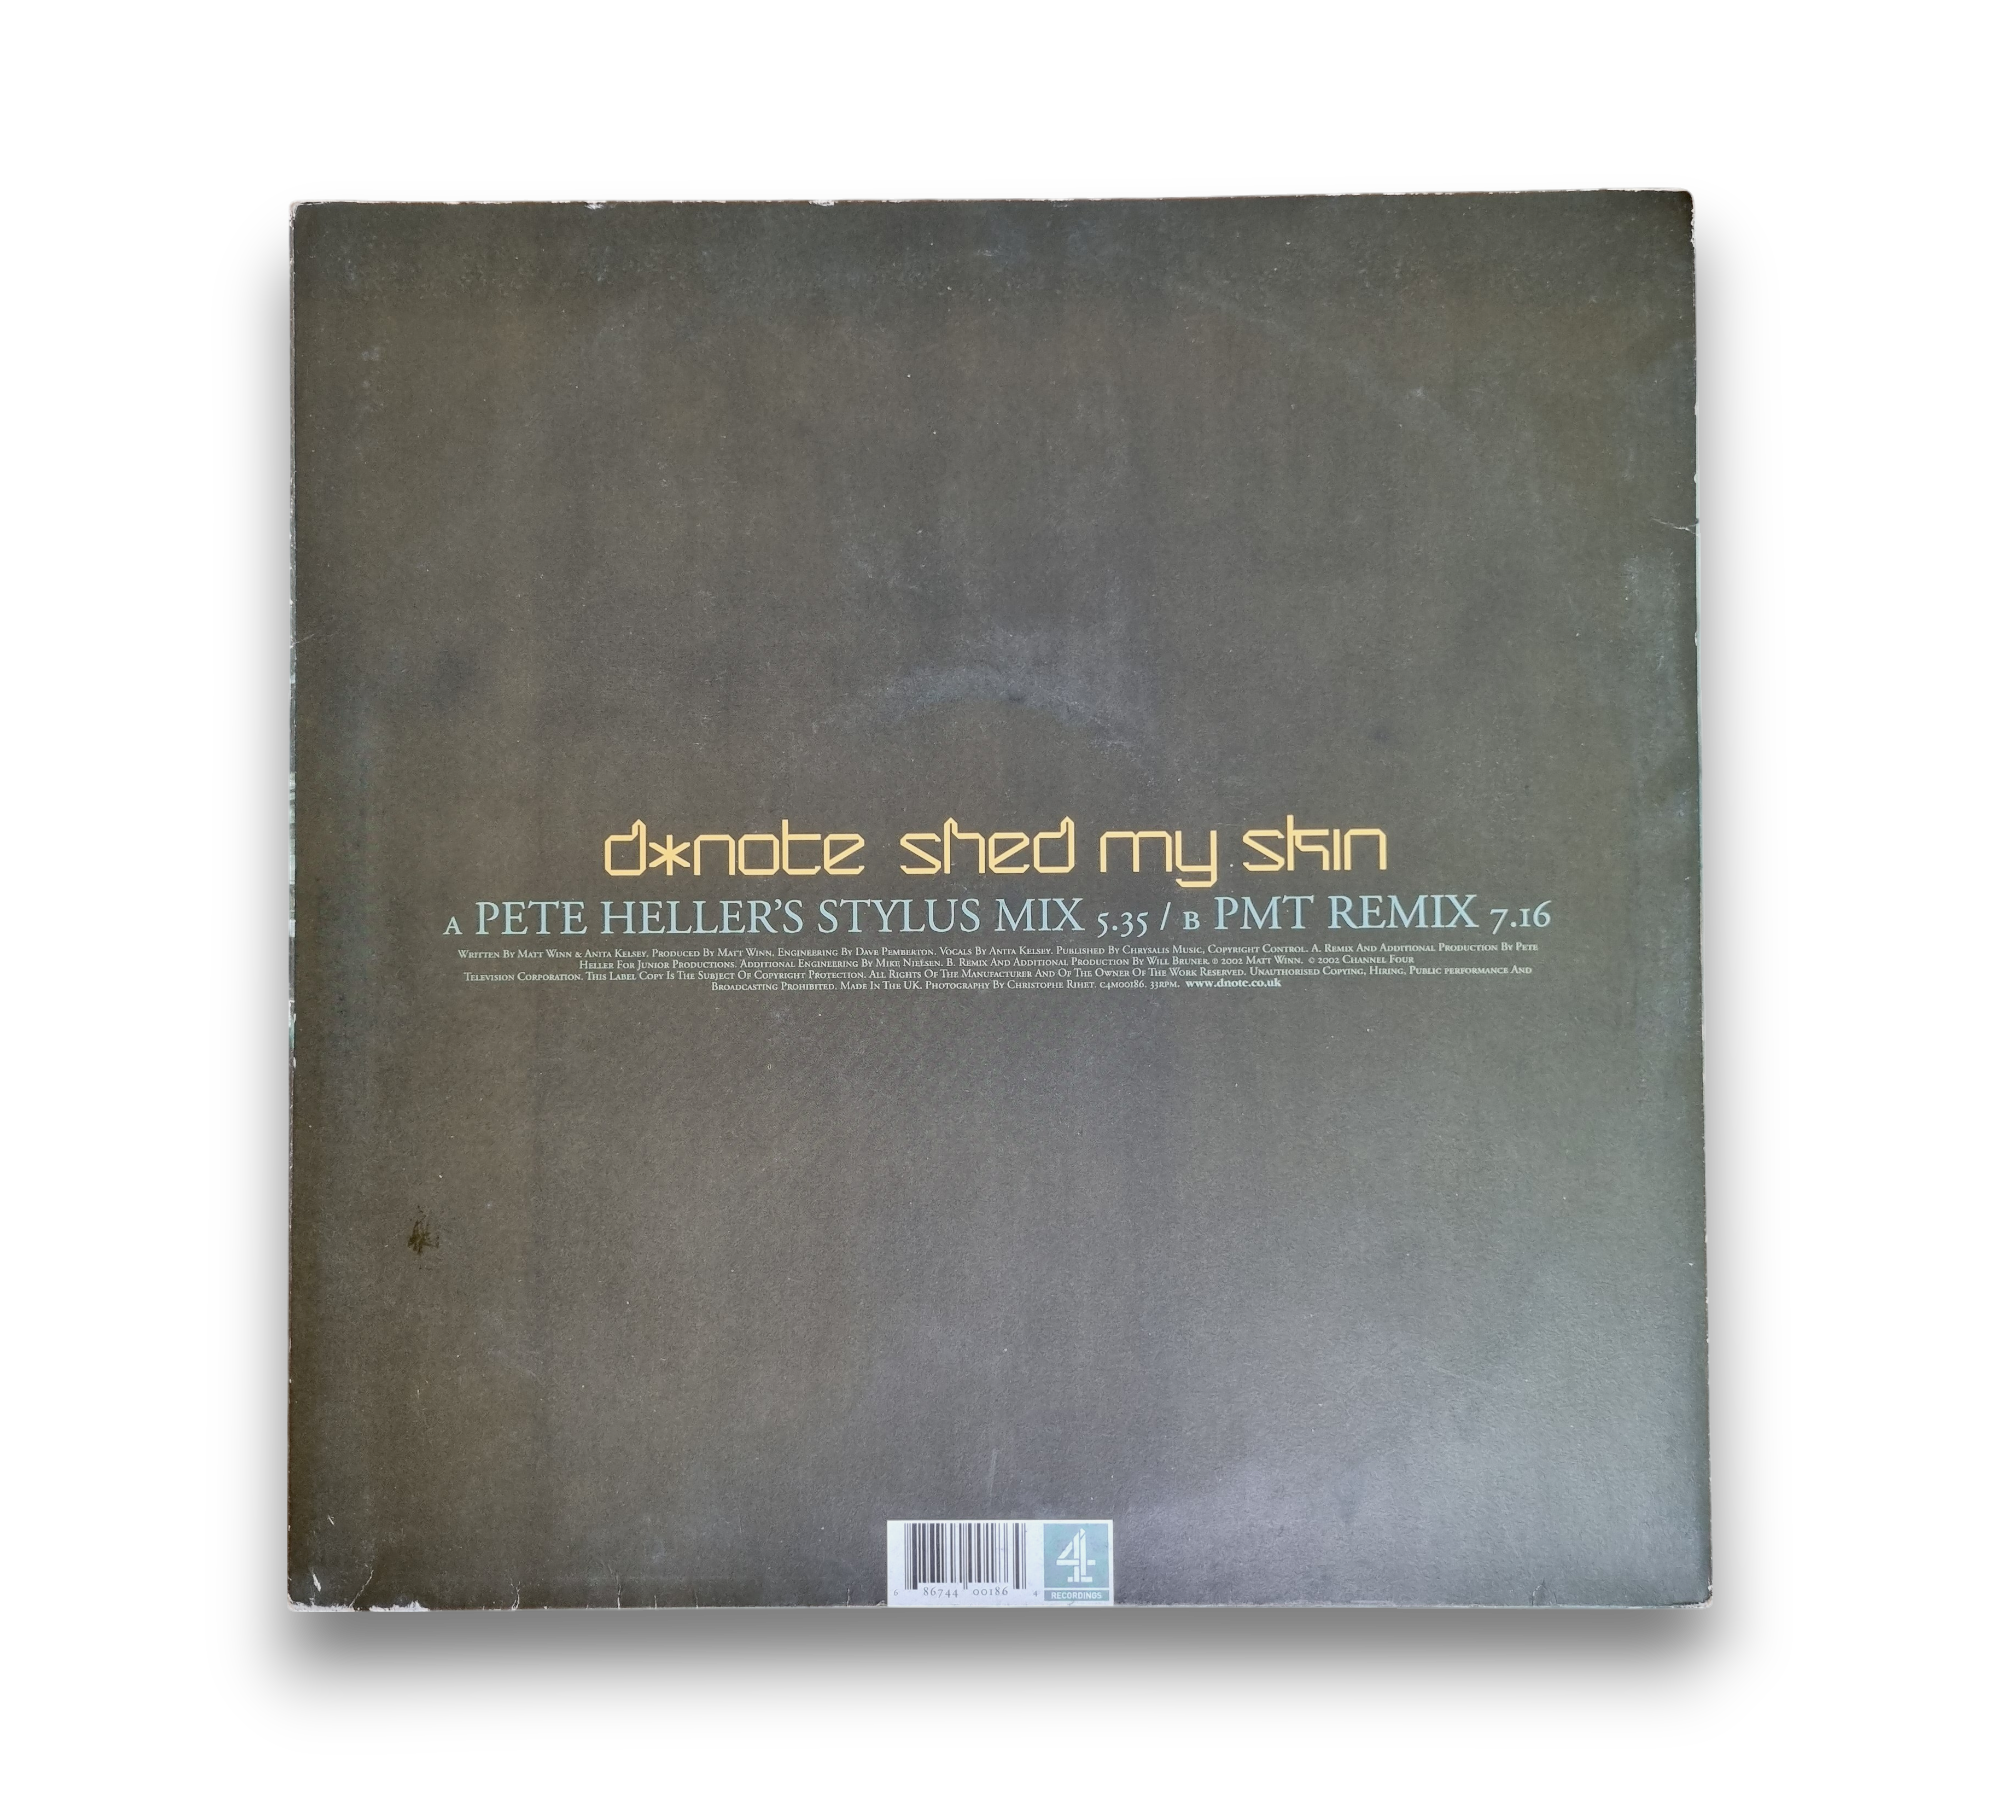 d*note shed my skin
A PETE HELLER'S STYLUS MIX 5.35 / B PMT REMIX 7.16
Written By Matt Winn & Anita Kelsey. Produced By Matt Winn, Engineering By Dave Pemberton. Vocals By Anita Kelsey. Published By Chrysalis Music, Copyright Control. A. Remix And Additional Production By Pete
Heller For Junior Productions. Additional Engineering By Mike Nielsen. B. Remix And Additional Production By Will Bruner. ℗ 2002 Matt Winn. © 2002 Channel Four
Television Corporation. This Label Copy Is The Subject Of Copyright Protection. All Rights Of The Manufacturer And Of The Owner Of The Work Reserved. Unauthorised Copying, Hiring, Public performance And
Broadcasting Prohibited. Made In The UK. Photography By Christophe Rihet. C4M00186. 33RPM. www.dnote.co.uk
6 86744 00186 4
4
RECORDINGS